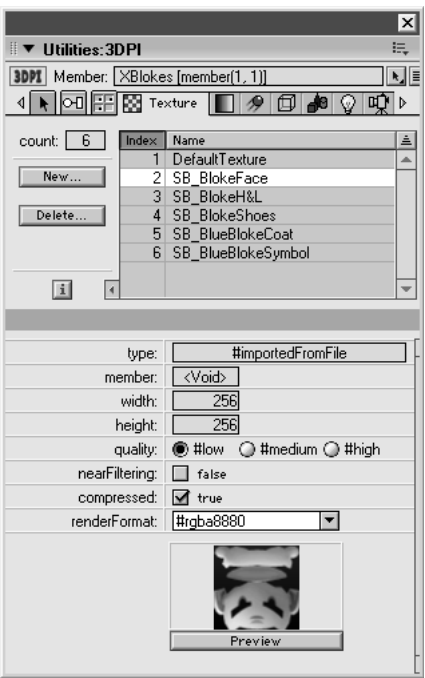 Utilities:3DPI
3DPI Member: XBlokes [member(1, 1)]
Texture
count: 6
Index Name
1 DefaultTexture
New...
2 SB_BlokeFace
3 SB_BlokeH&L
Delete...
4 SB_BlokeShoes
5 SB_BlueBlokeCoat
6 SB_BlueBlokeSymbol
i
type: #importedFromFile
member: <Void>
width: 256
height: 256
quality: #low #medium #high
nearFiltering: false
compressed: true
renderFormat: #rgba8880
Preview